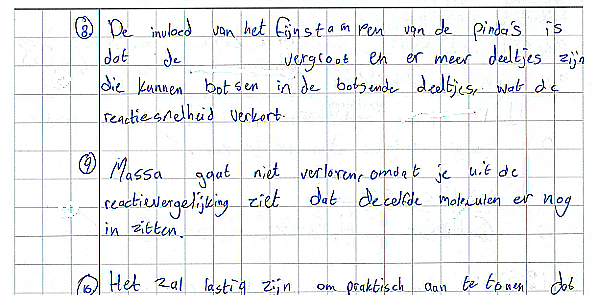 ⑧ De invloed van het fijnstampen van de pinda's is
dat de vergroot en er meer deeltjes zijn
die kunnen botsen in de botsende deeltjes, wat de
reactiesnelheid verkort.
⑨ Massa gaat niet verloren, omdat je uit de
reactievergelijking ziet dat dezelfde moleculen er nog
in zitten.
⑩ Het zal lastig zijn om praktisch aan te tonen dat